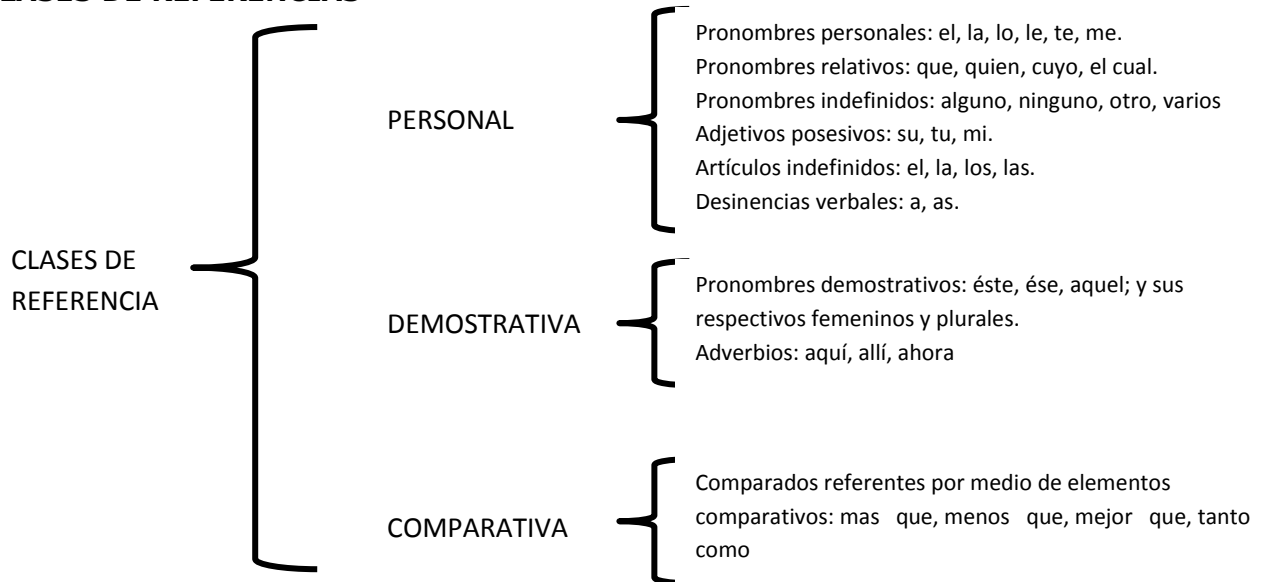 CLASES DE REFERENCIAS
Pronombres personales: el, la, lo, le, te, me.
Pronombres relativos: que, quien, cuyo, el cual.
Pronombres indefinidos: alguno, ninguno, otro, varios
PERSONAL
Adjetivos posesivos: su, tu, mi.
Artículos indefinidos: el, la, los, las.
Desinencias verbales: a, as.
CLASES DE
REFERENCIA
Pronombres demostrativos: éste, ése, aquel; y sus
respectivos femeninos y plurales.
DEMOSTRATIVA
Adverbios: aquí, allí, ahora
Comparados referentes por medio de elementos
comparativos: mas que, menos que, mejor que, tanto
como
COMPARATIVA